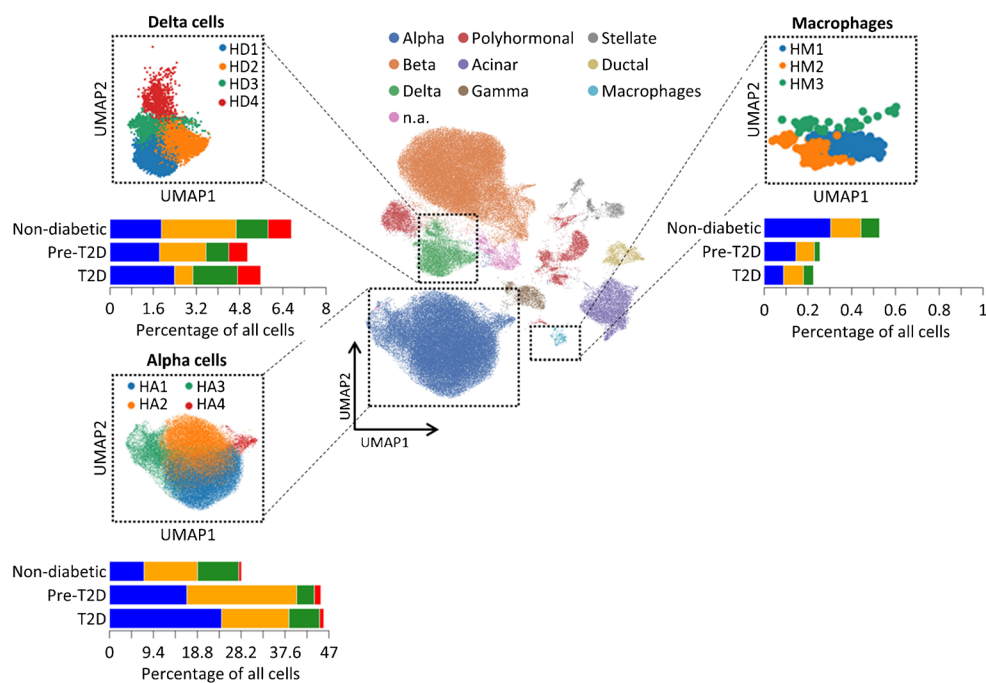 Delta cells
HD1
HD2
HD3
HD4
UMAP2
UMAP1
Non-diabetic
Pre-T2D
T2D
0 1.6 3.2 4.8 6.4 8
Percentage of all cells
Alpha cells
HA1 HA3
HA2 HA4
UMAP2
UMAP1
Non-diabetic
Pre-T2D
T2D
0 9.4 18.8 28.2 37.6 47
Percentage of all cells
Alpha Polyhormonal Stellate
Beta Acinar Ductal
Delta Gamma Macrophages
n.a.
UMAP2
UMAP1
Macrophages
HM1
HM2
HM3
UMAP2
UMAP1
Non-diabetic
Pre-T2D
T2D
0 0.2 0.4 0.6 0.8 1
Percentage of all cells